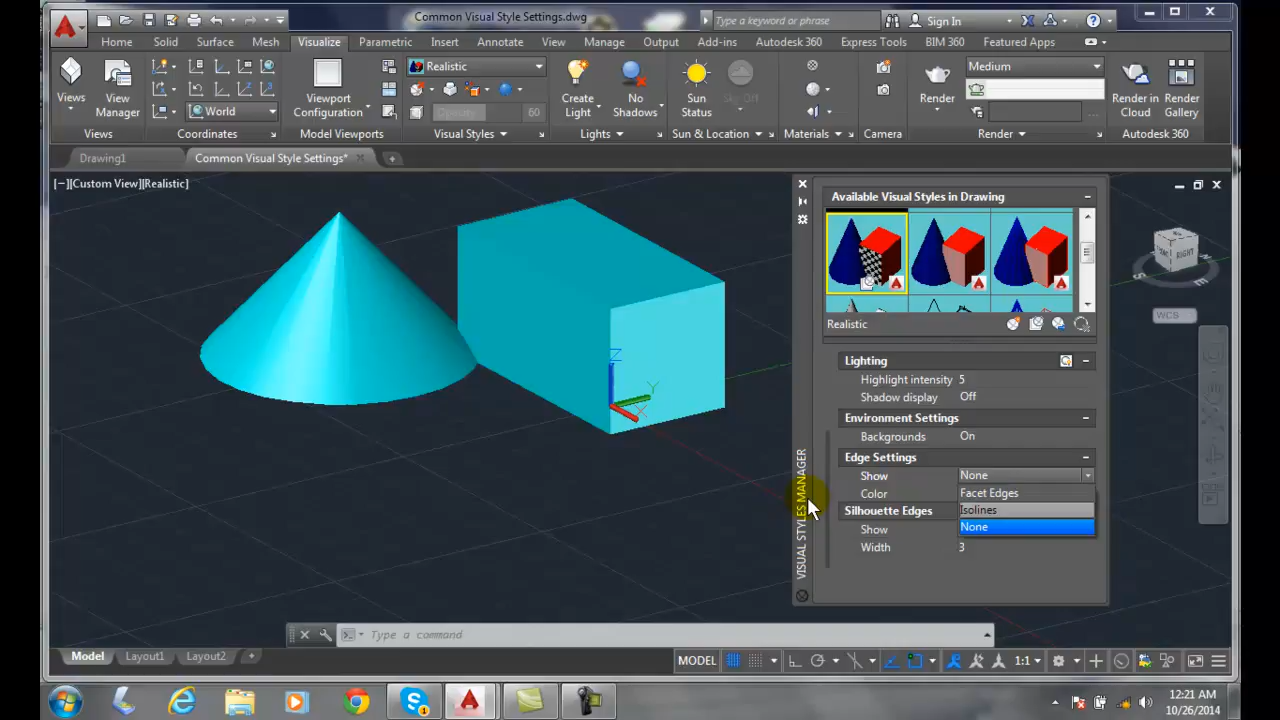 Common Visual Style Settings.dwg
Type a keyword or phrase
Sign In
Home Solid Surface Mesh Visualize Parametric Insert Annotate View Manage Output Add-ins Autodesk 360 Express Tools BIM 360 Featured Apps
Realistic
Medium
Views
View Manager
World
Viewport Configuration
Opacity 60
Create Light
No Shadows
Sun Status
Sky Off
Render
Render in Cloud
Render Gallery
Views Coordinates Model Viewports Visual Styles Lights Sun & Location Materials Camera Render Autodesk 360
Drawing1 Common Visual Style Settings*
[−][Custom View][Realistic]
Available Visual Styles in Drawing
RIGHT
S
E
WCS
Realistic
Z
Y
X
Lighting
Highlight intensity 5
Shadow display Off
Environment Settings
Backgrounds On
Edge Settings
Show None
Color
Facet Edges
Isolines
None
Silhouette Edges
Show
Width 3
VISUAL STYLES MANAGER
Type a command
Model Layout1 Layout2
MODEL
1:1
1
12:21 AM
10/26/2014